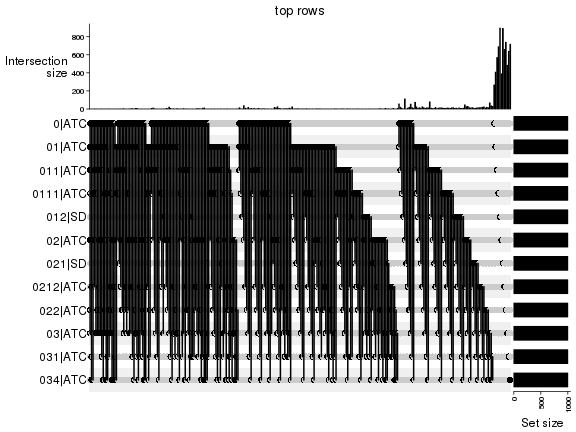 top rows
800
600
400
200
0
Intersection
size
0|ATC
01|ATC
011|ATC
0111|ATC
012|SD
02|ATC
021|SD
0212|ATC
022|ATC
03|ATC
031|ATC
034|ATC
0
500
1000
Set size